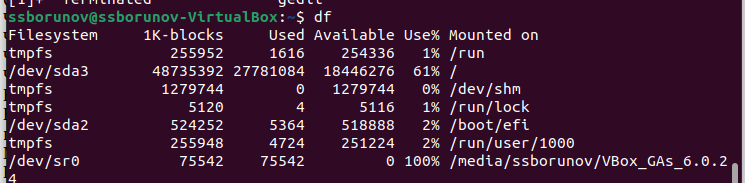 [1]+  Terminated              gedit
ssborunov@ssborunov-VirtualBox:~$ df
Filesystem     1K-blocks     Used Available Use% Mounted on
tmpfs             255952     1616    254336   1% /run
/dev/sda3       48735392 27781084  18446276  61% /
tmpfs            1279744        0   1279744   0% /dev/shm
tmpfs               5120        4      5116   1% /run/lock
/dev/sda2         524252     5364    518888   2% /boot/efi
tmpfs             255948     4724    251224   2% /run/user/1000
/dev/sr0           75542    75542         0 100% /media/ssborunov/VBox_GAs_6.0.2
4